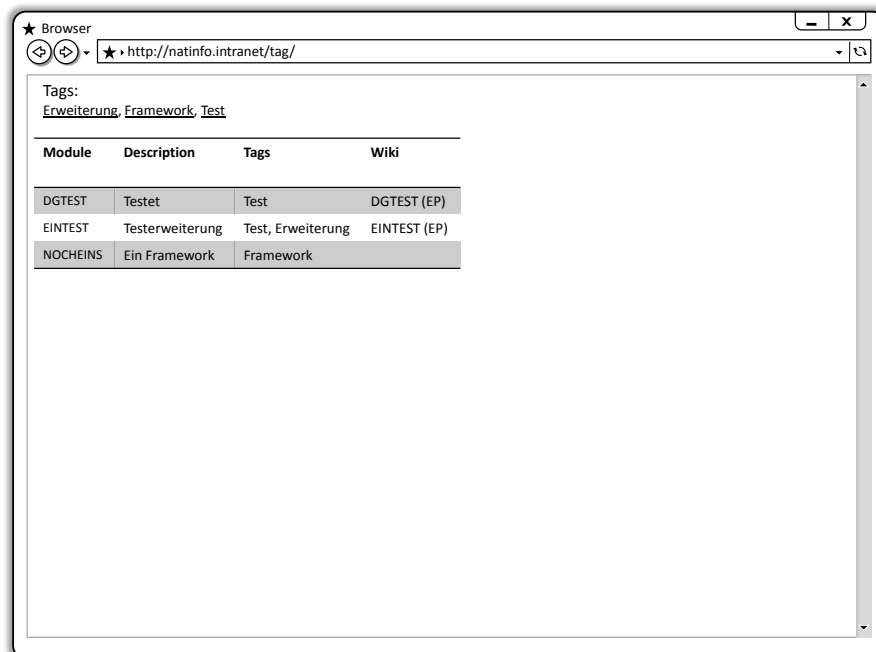 Browser
http://natinfo.intranet/tag/
Tags:
Erweiterung, Framework, Test
Module Description Tags Wiki
DGTEST Testet Test DGTEST (EP)
EINTEST Testerweiterung Test, Erweiterung EINTEST (EP)
NOCHEINS Ein Framework Framework